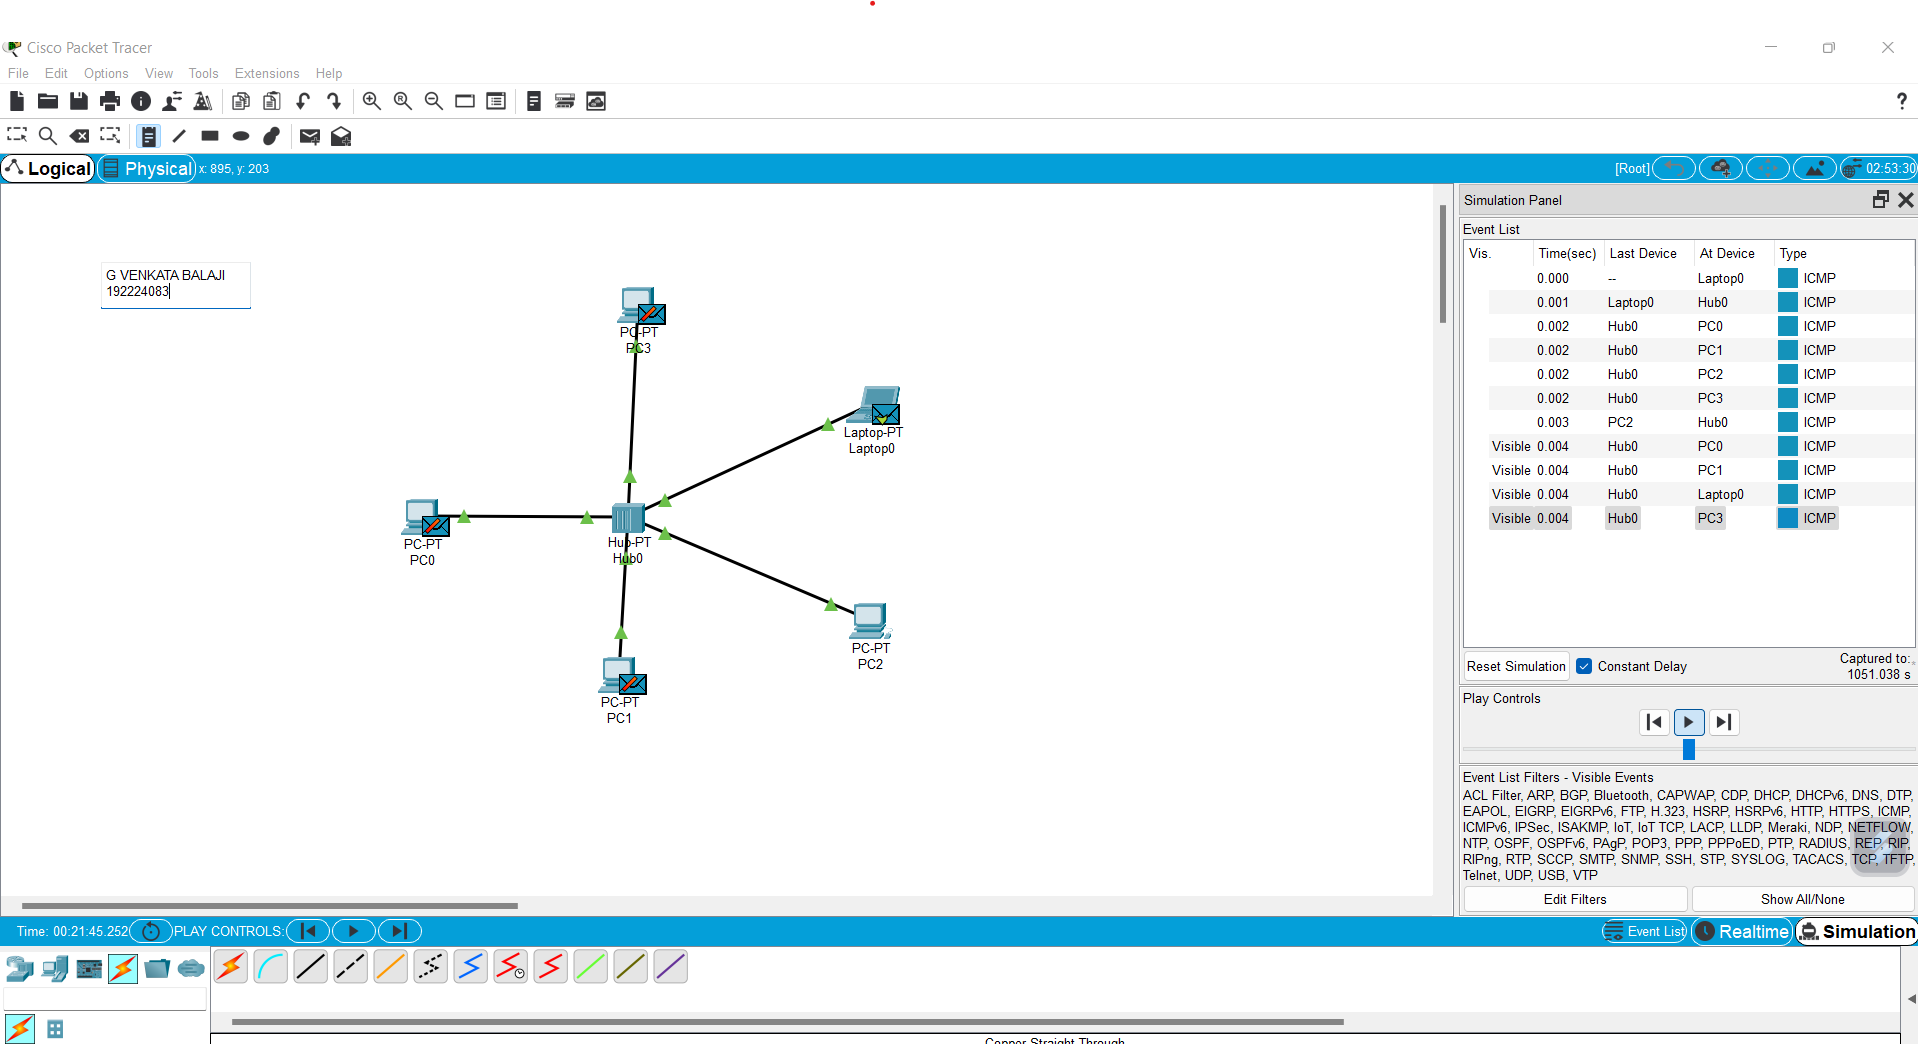 Cisco Packet Tracer
File Edit Options View Tools Extensions Help
?
Logical Physical x: 895, y: 203 [Root] 02:53:30
G VENKATA BALAJI
192224083
PC-PT
PC3
Laptop-PT
Laptop0
PC-PT
PC0
Hub-PT
Hub0
PC-PT
PC2
PC-PT
PC1
Simulation Panel
Event List
Vis. Time(sec) Last Device At Device Type
0.000 -- Laptop0 ICMP
0.001 Laptop0 Hub0 ICMP
0.002 Hub0 PC0 ICMP
0.002 Hub0 PC1 ICMP
0.002 Hub0 PC2 ICMP
0.002 Hub0 PC3 ICMP
0.003 PC2 Hub0 ICMP
Visible 0.004 Hub0 PC0 ICMP
Visible 0.004 Hub0 PC1 ICMP
Visible 0.004 Hub0 Laptop0 ICMP
Visible 0.004 Hub0 PC3 ICMP
Reset Simulation Constant Delay Captured to:
1051.038 s
Play Controls
Event List Filters - Visible Events
ACL Filter, ARP, BGP, Bluetooth, CAPWAP, CDP, DHCP, DHCPv6, DNS, DTP,
EAPOL, EIGRP, EIGRPv6, FTP, H.323, HSRP, HSRPv6, HTTP, HTTPS, ICMP,
ICMPv6, IPSec, ISAKMP, IoT, IoT TCP, LACP, LLDP, Meraki, NDP, NETFLOW,
NTP, OSPF, OSPFv6, PAgP, POP3, PPP, PPPoED, PTP, RADIUS, REP, RIP,
RIPng, RTP, SCCP, SMTP, SNMP, SSH, STP, SYSLOG, TACACS, TCP, TFTP,
Telnet, UDP, USB, VTP
Edit Filters Show All/None
Time: 00:21:45.252 PLAY CONTROLS: Event List Realtime Simulation
Copper Straight-Through